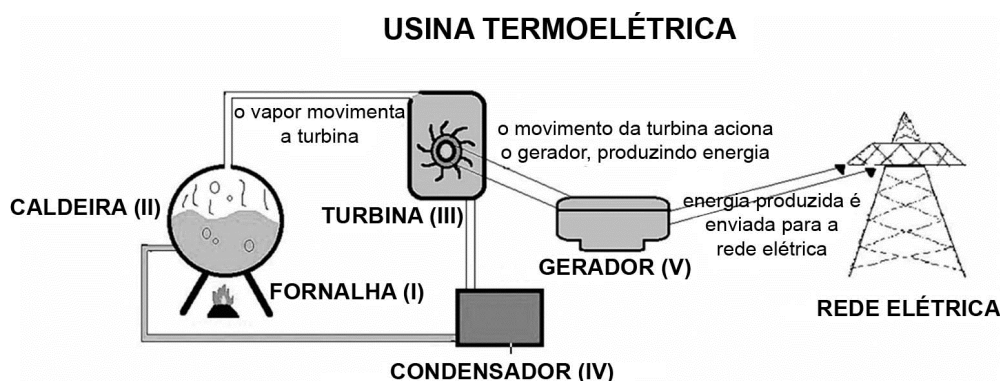 USINA TERMOELÉTRICA
o vapor movimenta
a turbina
o movimento da turbina aciona
o gerador, produzindo energia
CALDEIRA (II)
TURBINA (III)
energia produzida é
enviada para a
rede elétrica
GERADOR (V)
FORNALHA (I)
REDE ELÉTRICA
CONDENSADOR (IV)